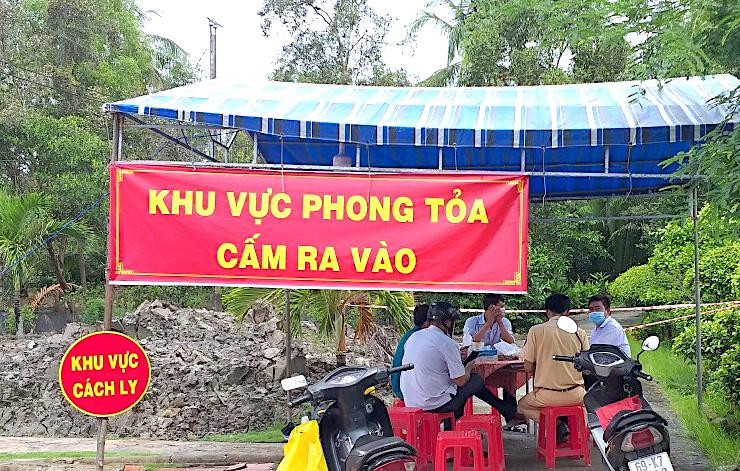 KHU VỰC PHONG TỎA
CẤM RA VÀO
KHU VỰC
CÁCH LY